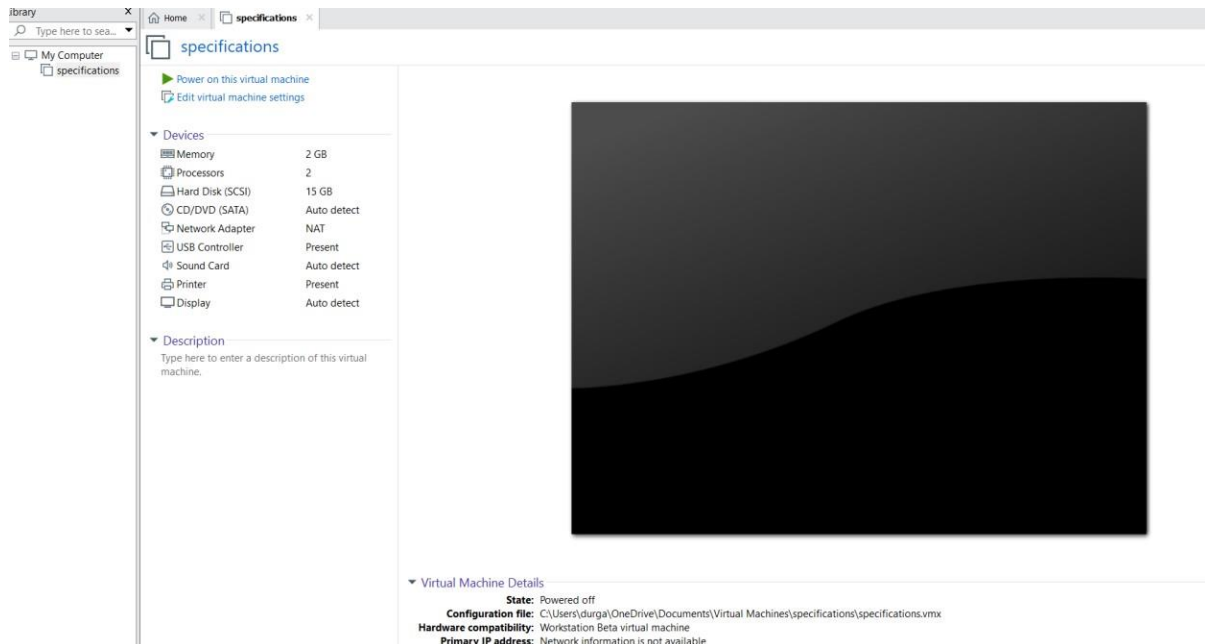 ibrary X
Type here to sea...
My Computer
specifications
Home × specifications ×
specifications
Power on this virtual machine
Edit virtual machine settings
Devices
Memory 2 GB
Processors 2
Hard Disk (SCSI) 15 GB
CD/DVD (SATA) Auto detect
Network Adapter NAT
USB Controller Present
Sound Card Auto detect
Printer Present
Display Auto detect
Description
Type here to enter a description of this virtual
machine.
Virtual Machine Details
State: Powered off
Configuration file: C:\Users\durga\OneDrive\Documents\Virtual Machines\specifications\specifications.vmx
Hardware compatibility: Workstation Beta virtual machine
Primary IP address: Network information is not available